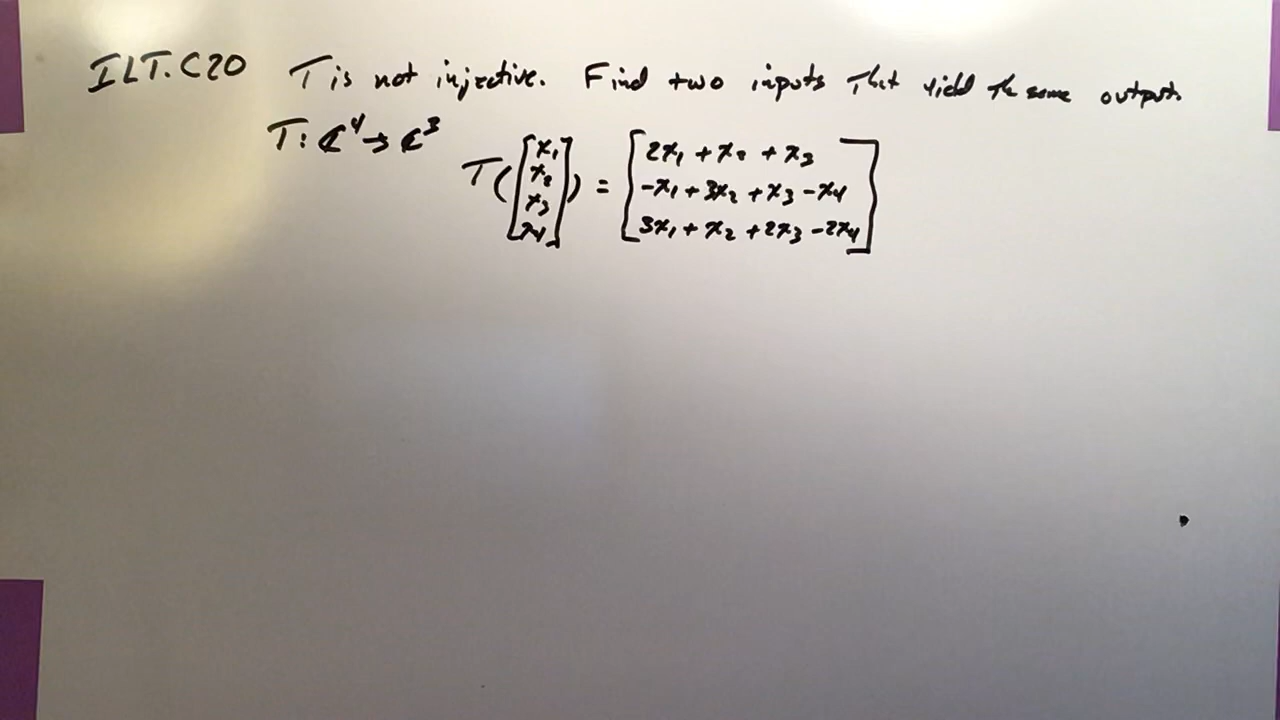 ILT.C20 T is not injective. Find two inputs that yield the same output.
T: ℂ⁴ → ℂ³
T([x₁ x₂ x₃ x₄]) = [2x₁ + x₂ + x₃
-x₁ + 3x₂ + x₃ - x₄
3x₁ + x₂ + 2x₃ - 2x₄]